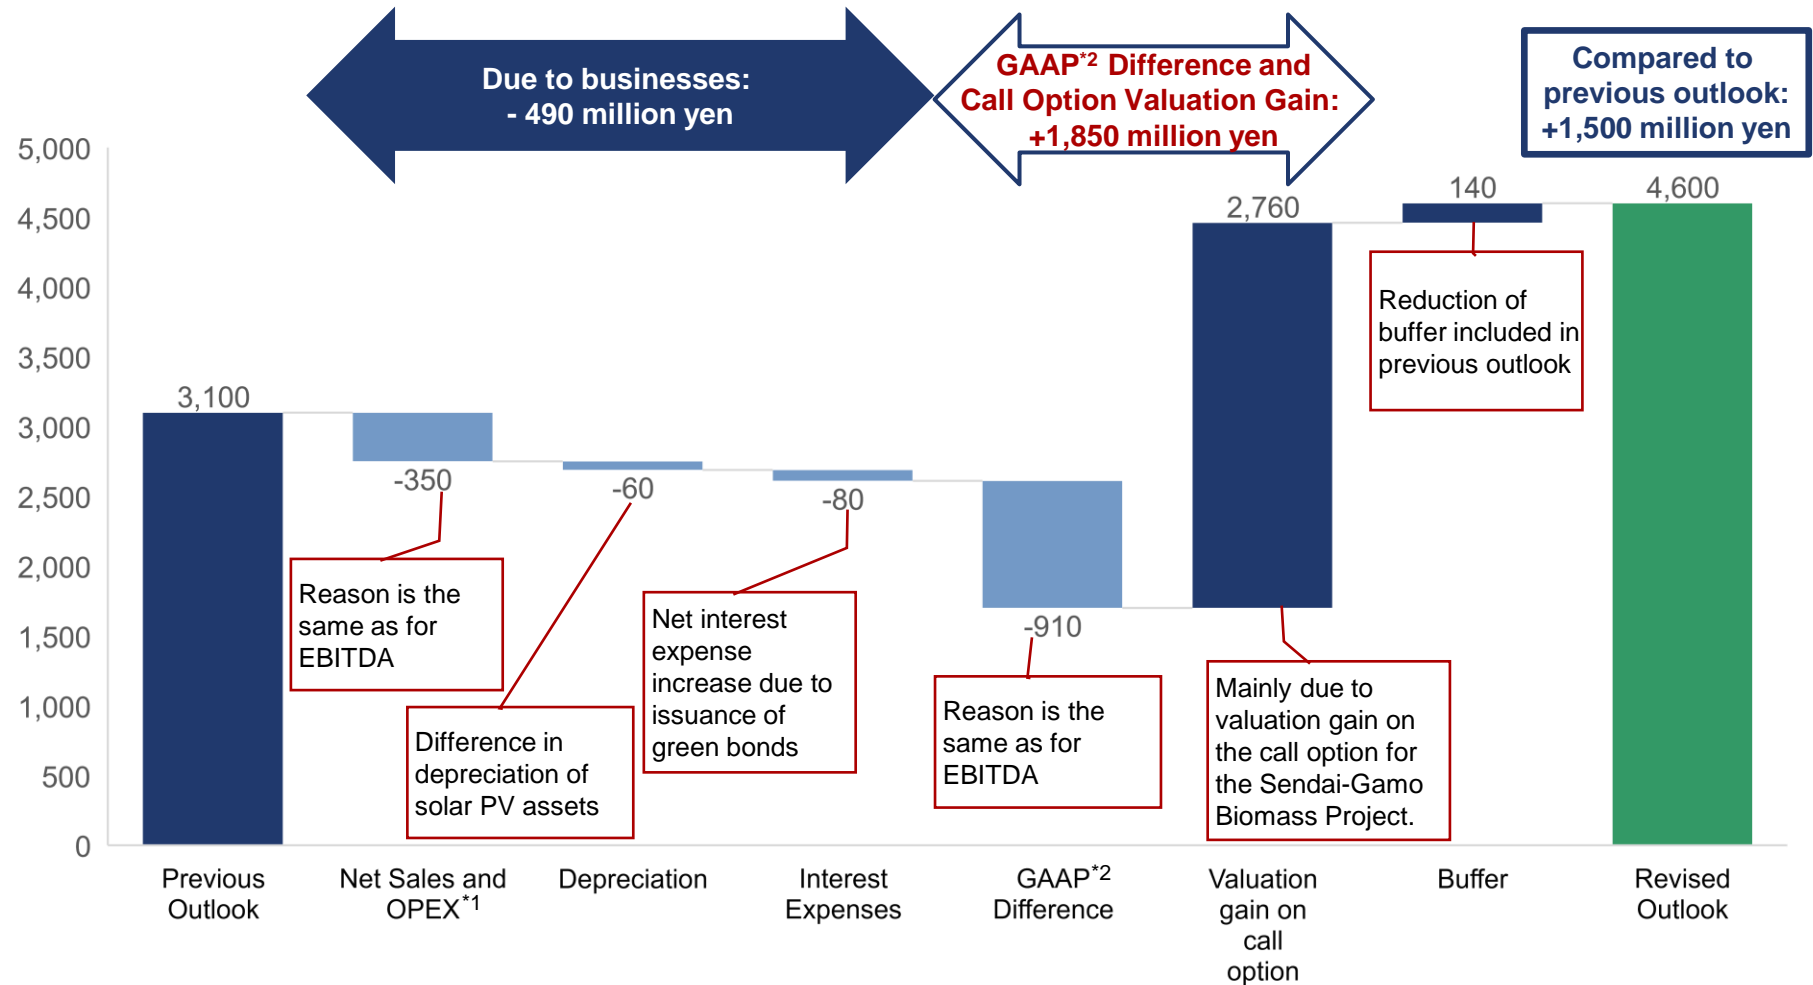 Due to businesses:
- 490 million yen
GAAP*2 Difference and
Call Option Valuation Gain:
+1,850 million yen
Compared to
previous outlook:
+1,500 million yen
5,000
4,500
4,000
3,500
3,000
2,500
2,000
1,500
1,000
500
0
3,100
-350
-60
-80
-910
2,760
140
4,600
Reason is the
same as for
EBITDA
Difference in
depreciation of
solar PV assets
Net interest
expense
increase due to
issuance of
green bonds
Reason is the
same as for
EBITDA
Mainly due to
valuation gain on
the call option for
the Sendai-Gamo
Biomass Project.
Reduction of
buffer included in
previous outlook
Previous
Outlook
Net Sales and
OPEX*1
Depreciation
Interest
Expenses
GAAP*2
Difference
Valuation
gain on
call
option
Buffer
Revised
Outlook